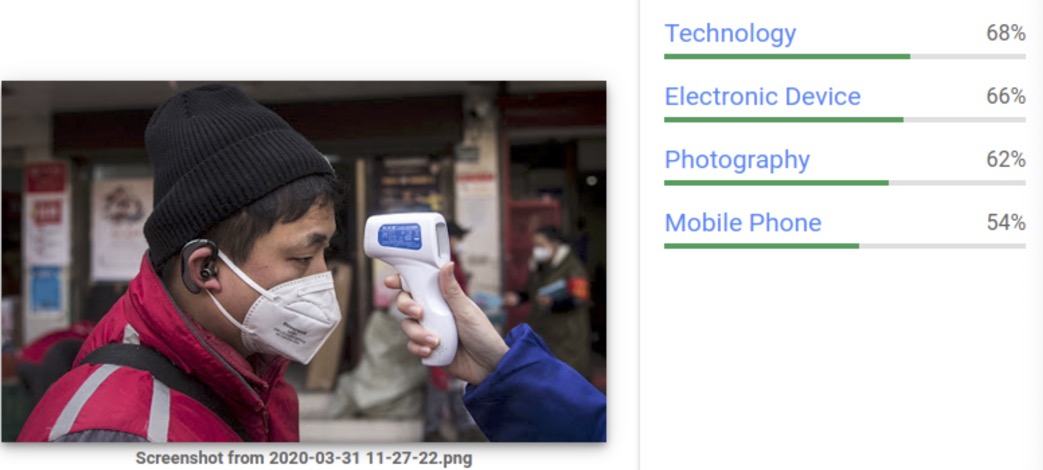 Technology 68%
Electronic Device 66%
Photography 62%
Mobile Phone 54%
Screenshot from 2020-03-31 11-27-22.png